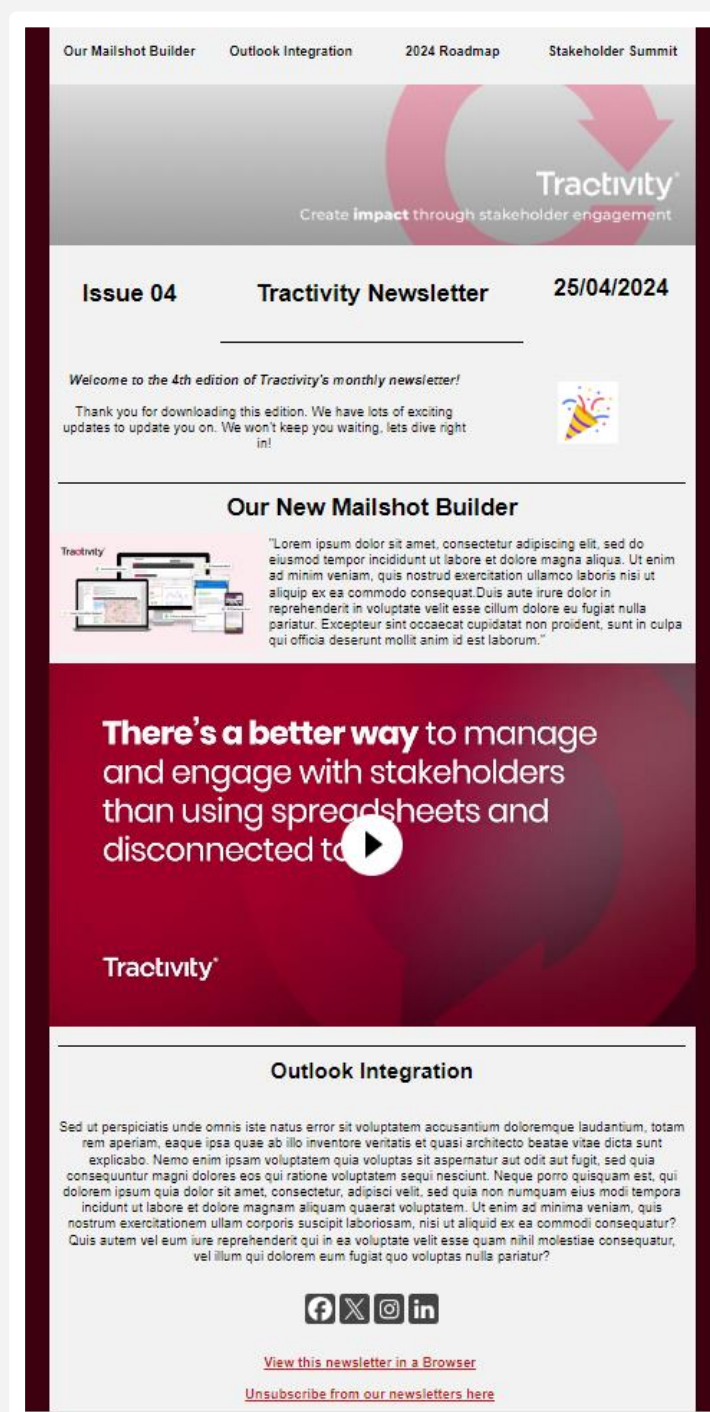 Our Mailshot Builder Outlook Integration 2024 Roadmap Stakeholder Summit
Tractivity
Create impact through stakeholder engagement
Issue 04 Tractivity Newsletter 25/04/2024
Welcome to the 4th edition of Tractivity's monthly newsletter!
Thank you for downloading this edition. We have lots of exciting
updates to update you on. We won't keep you waiting, lets dive right
in!
Our New Mailshot Builder
Tractivity
"Lorem ipsum dolor sit amet, consectetur adipiscing elit, sed do
eiusmod tempor incididunt ut labore et dolore magna aliqua. Ut enim
ad minim veniam, quis nostrud exercitation ullamco laboris nisi ut
aliquip ex ea commodo consequat.Duis aute irure dolor in
reprehenderit in voluptate velit esse cillum dolore eu fugiat nulla
pariatur. Excepteur sint occaecat cupidatat non proident, sunt in culpa
qui officia deserunt mollit anim id est laborum."
There's a better way to manage
and engage with stakeholders
than using spreadsheets and
disconnected
Tractivity
Outlook Integration
Sed ut perspiciatis unde omnis iste natus error sit voluptatem accusantium doloremque laudantium, totam
rem aperiam, eaque ipsa quae ab illo inventore veritatis et quasi architecto beatae vitae dicta sunt
explicabo. Nemo enim ipsam voluptatem quia voluptas sit aspernatur aut odit aut fugit, sed quia
consequuntur magni dolores eos qui ratione voluptatem sequi nesciunt. Neque porro quisquam est, qui
dolorem ipsum quia dolor sit amet, consectetur, adipisci velit, sed quia non numquam eius modi tempora
incidunt ut labore et dolore magnam aliquam quaerat voluptatem. Ut enim ad minima veniam, quis
nostrum exercitationem ullam corporis suscipit laboriosam, nisi ut aliquid ex ea commodi consequatur?
Quis autem vel eum iure reprehenderit qui in ea voluptate velit esse quam nihil molestiae consequatur,
vel illum qui dolorem eum fugiat quo voluptas nulla pariatur?
View this newsletter in a Browser
Unsubscribe from our newsletters here